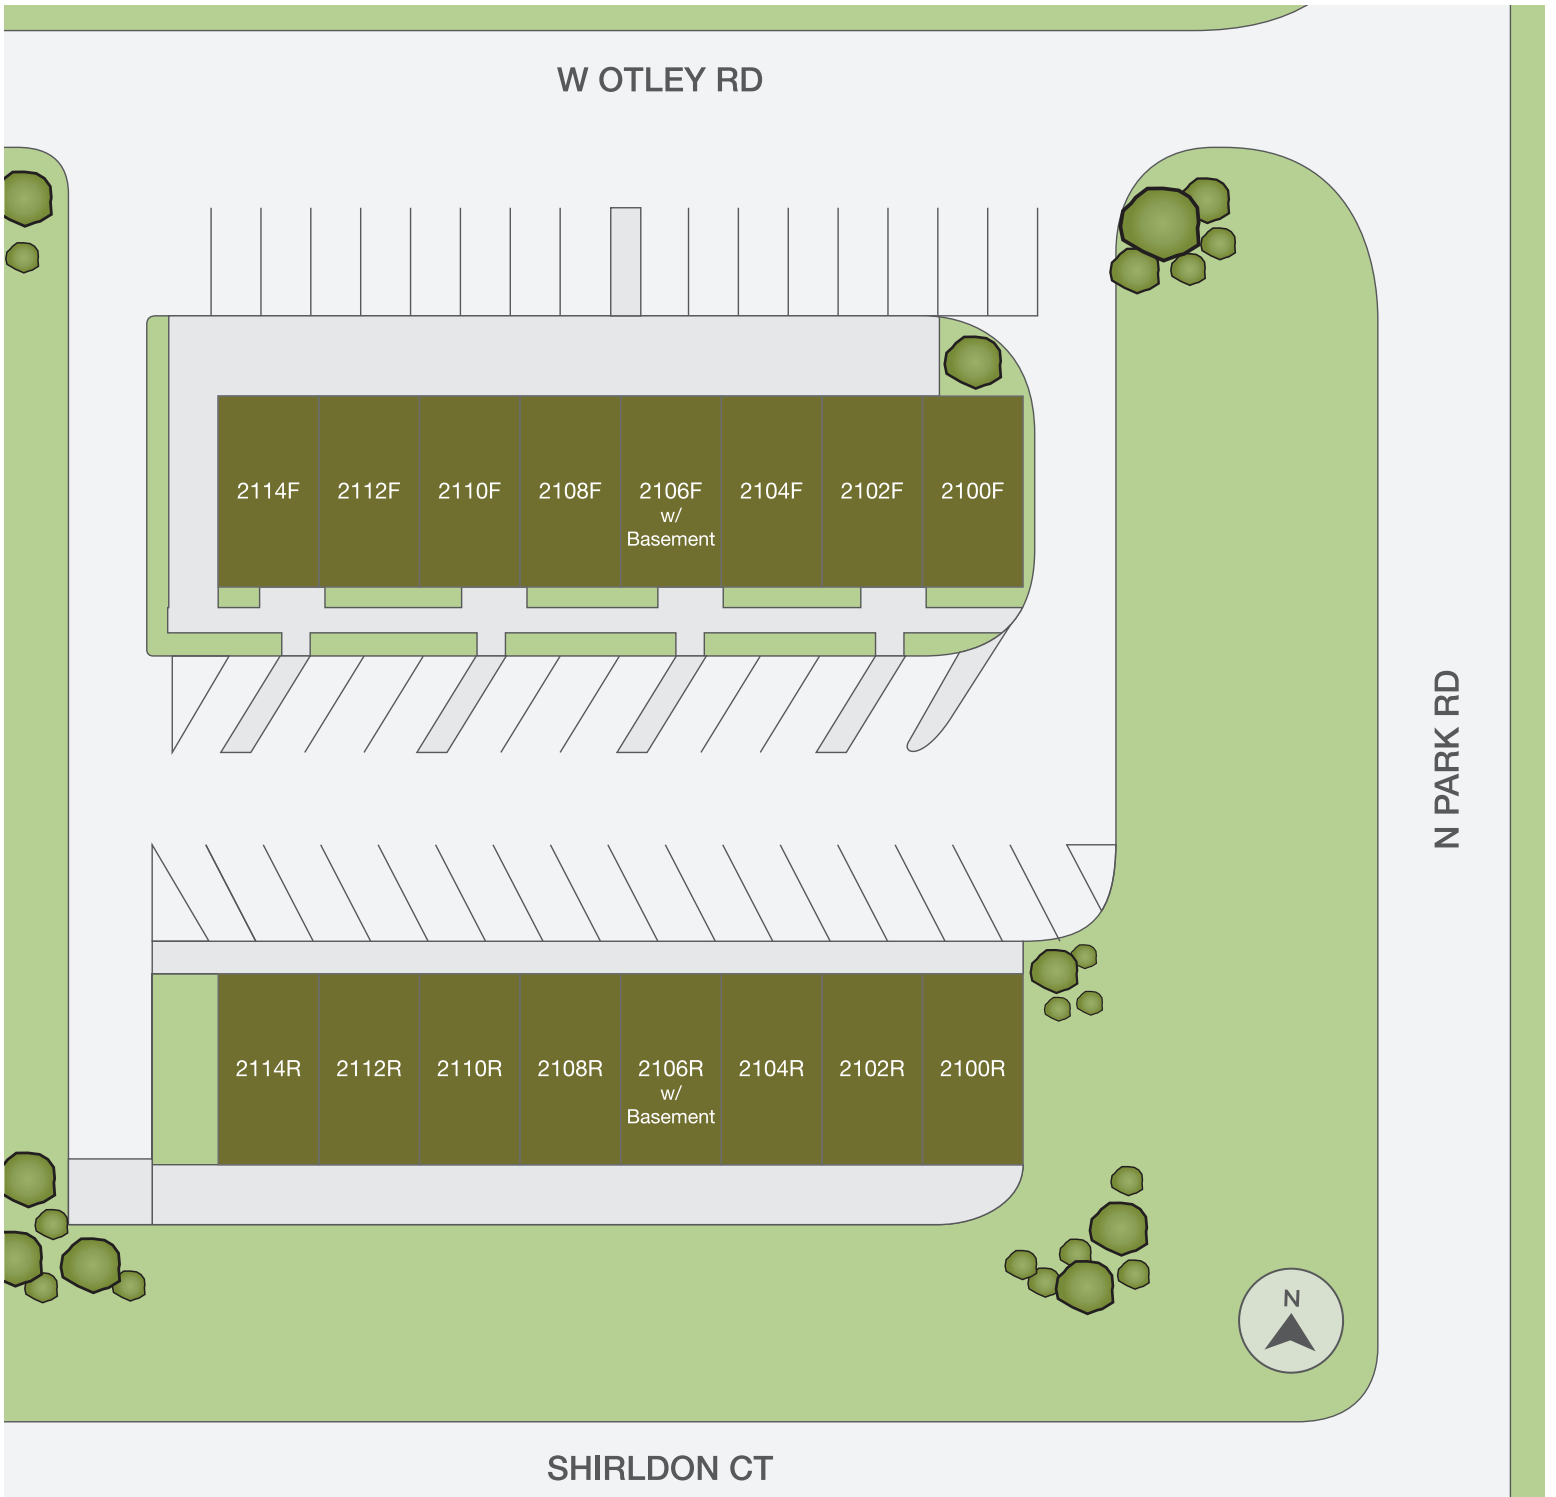 W OTLEY RD
2114F
2112F
2110F
2108F
2106F
w/
Basement
2104F
2102F
2100F
N PARK RD
2114R
2112R
2110R
2108R
2106R
w/
Basement
2104R
2102R
2100R
N
SHIRLDON CT